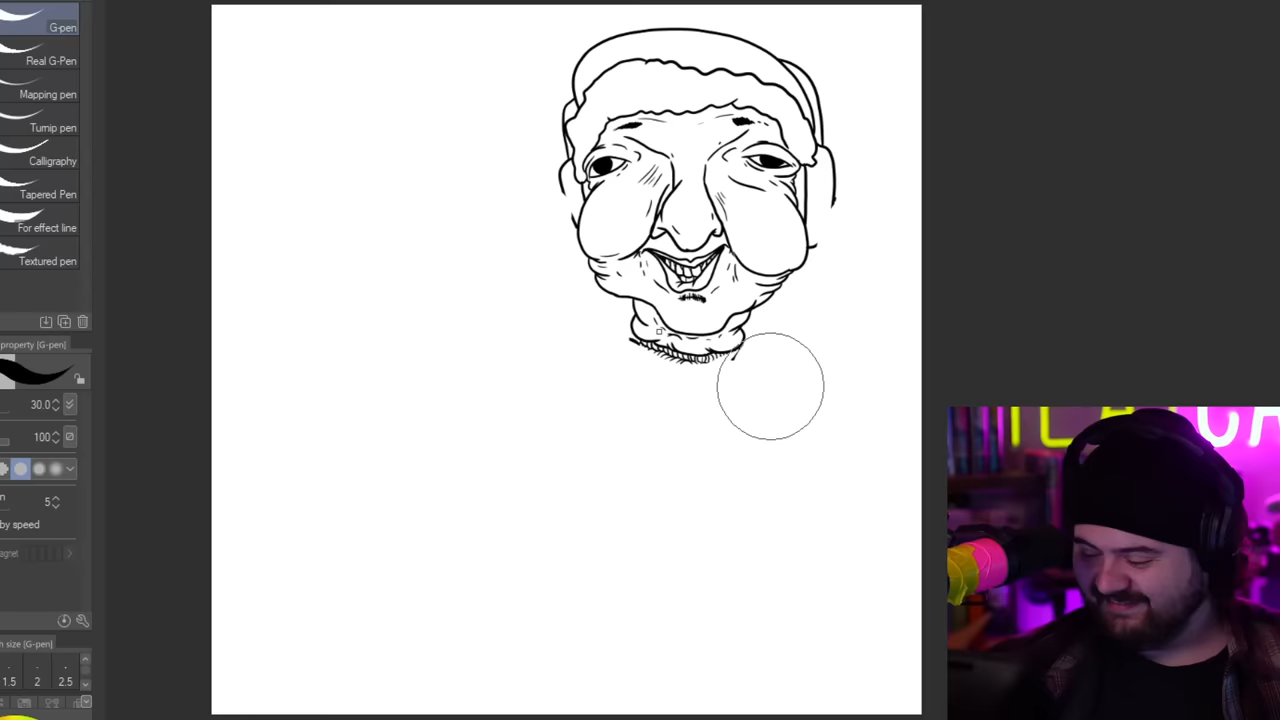 G-pen
Real G-Pen
Mapping pen
Turnip pen
Calligraphy
Tapered Pen
For effect line
Textured pen
property [G-pen]
30.0
100
5
by speed
size [G-pen]
1.5 2 2.5